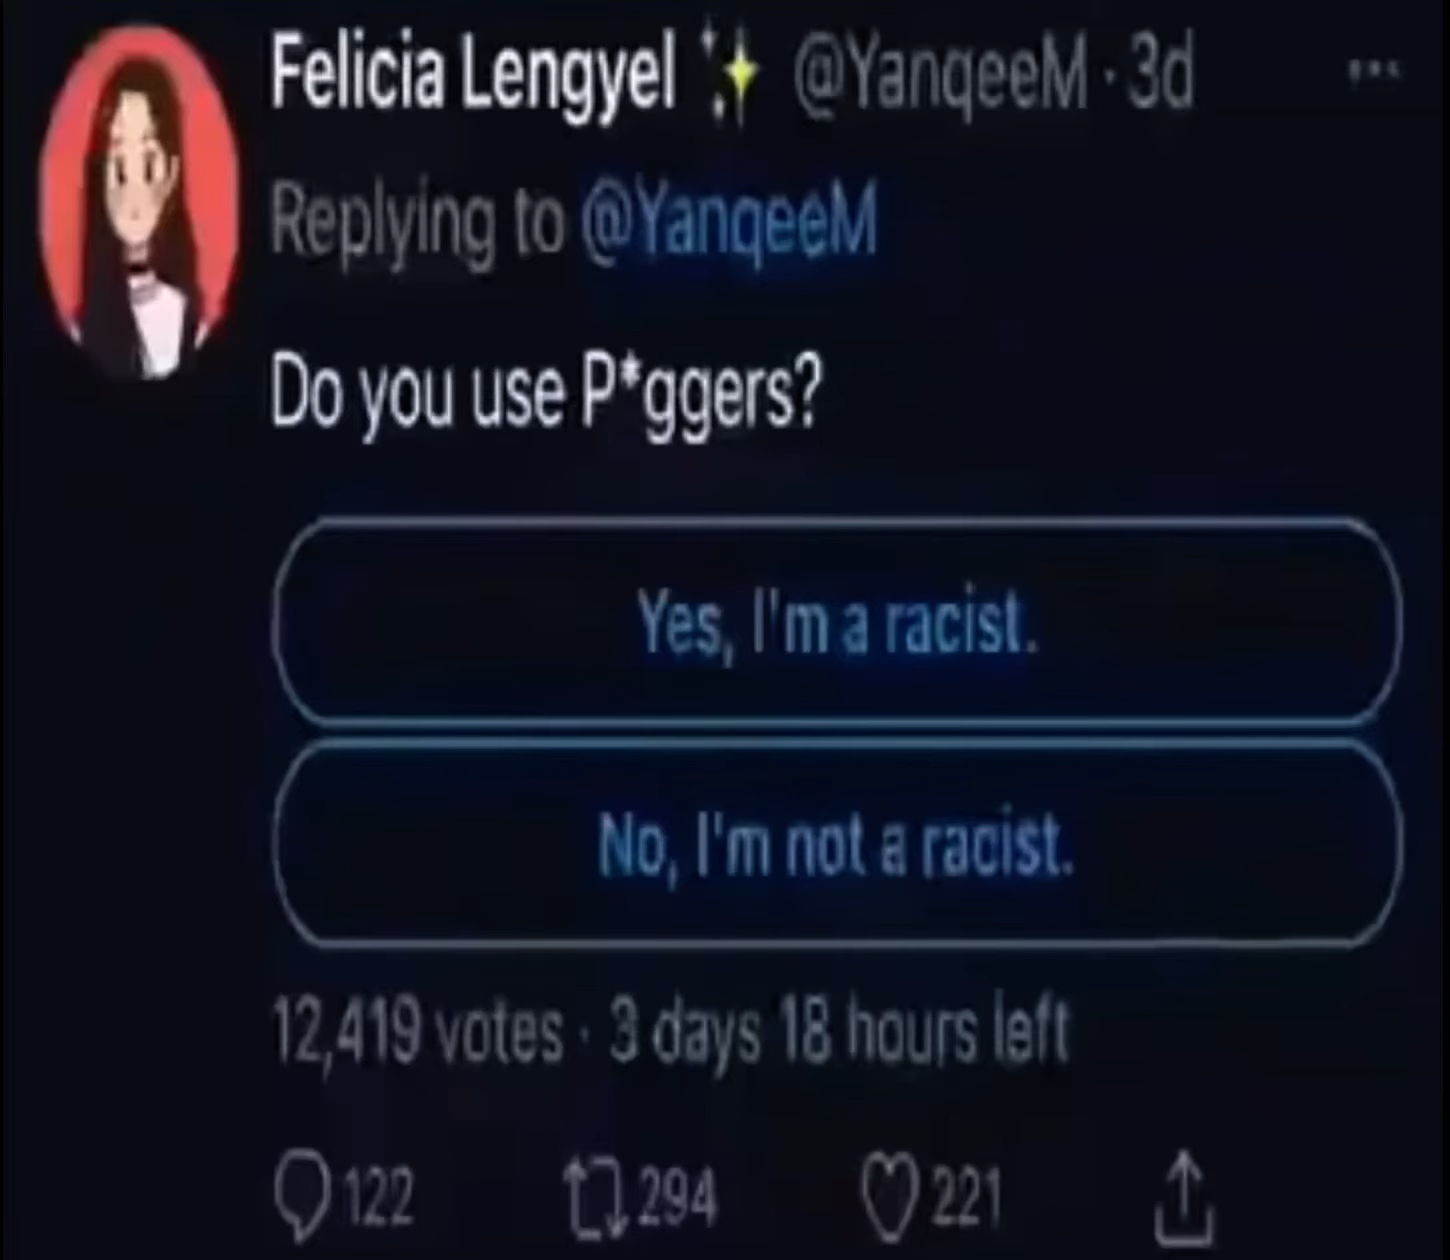 Felicia Lengyel ✨ @YanqeeM · 3d
Replying to @YanqeeM
Do you use P*ggers?
Yes, I'm a racist.
No, I'm not a racist.
12,419 votes · 3 days 18 hours left
122 294 221